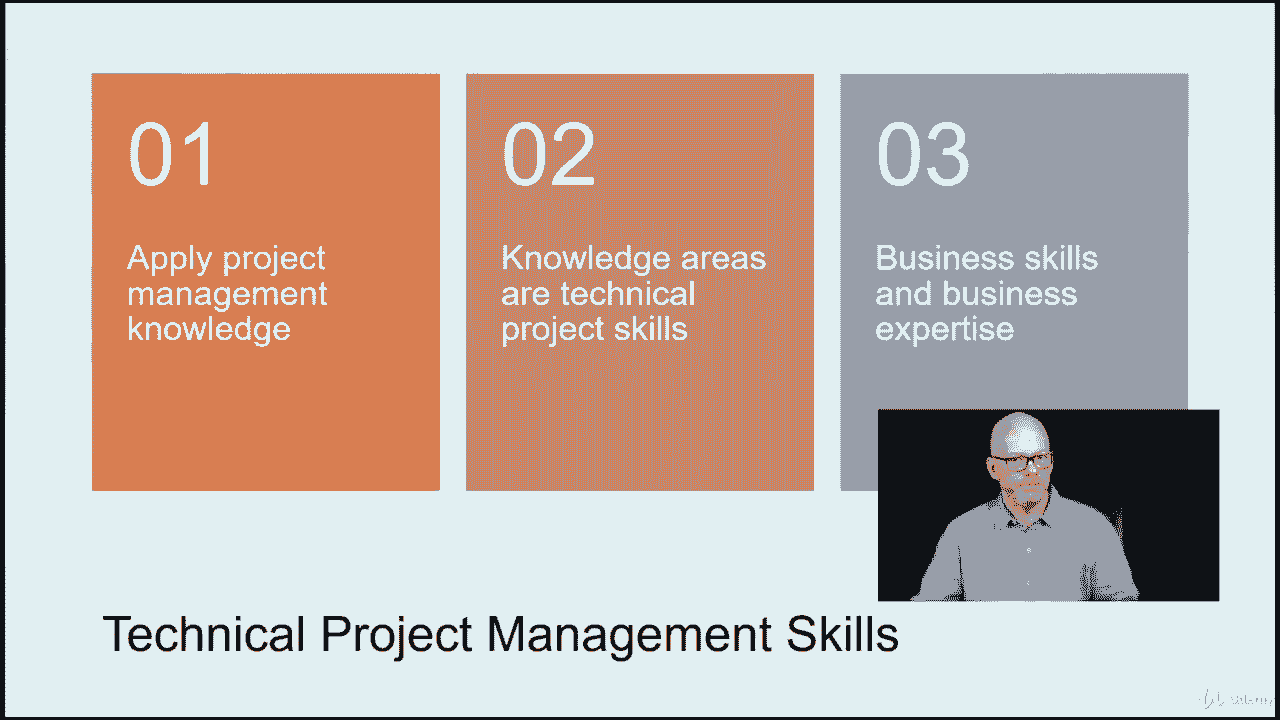 01
Apply project
management
knowledge
02
Knowledge areas
are technical
project skills
03
Business skills
and business
expertise
Technical Project Management Skills